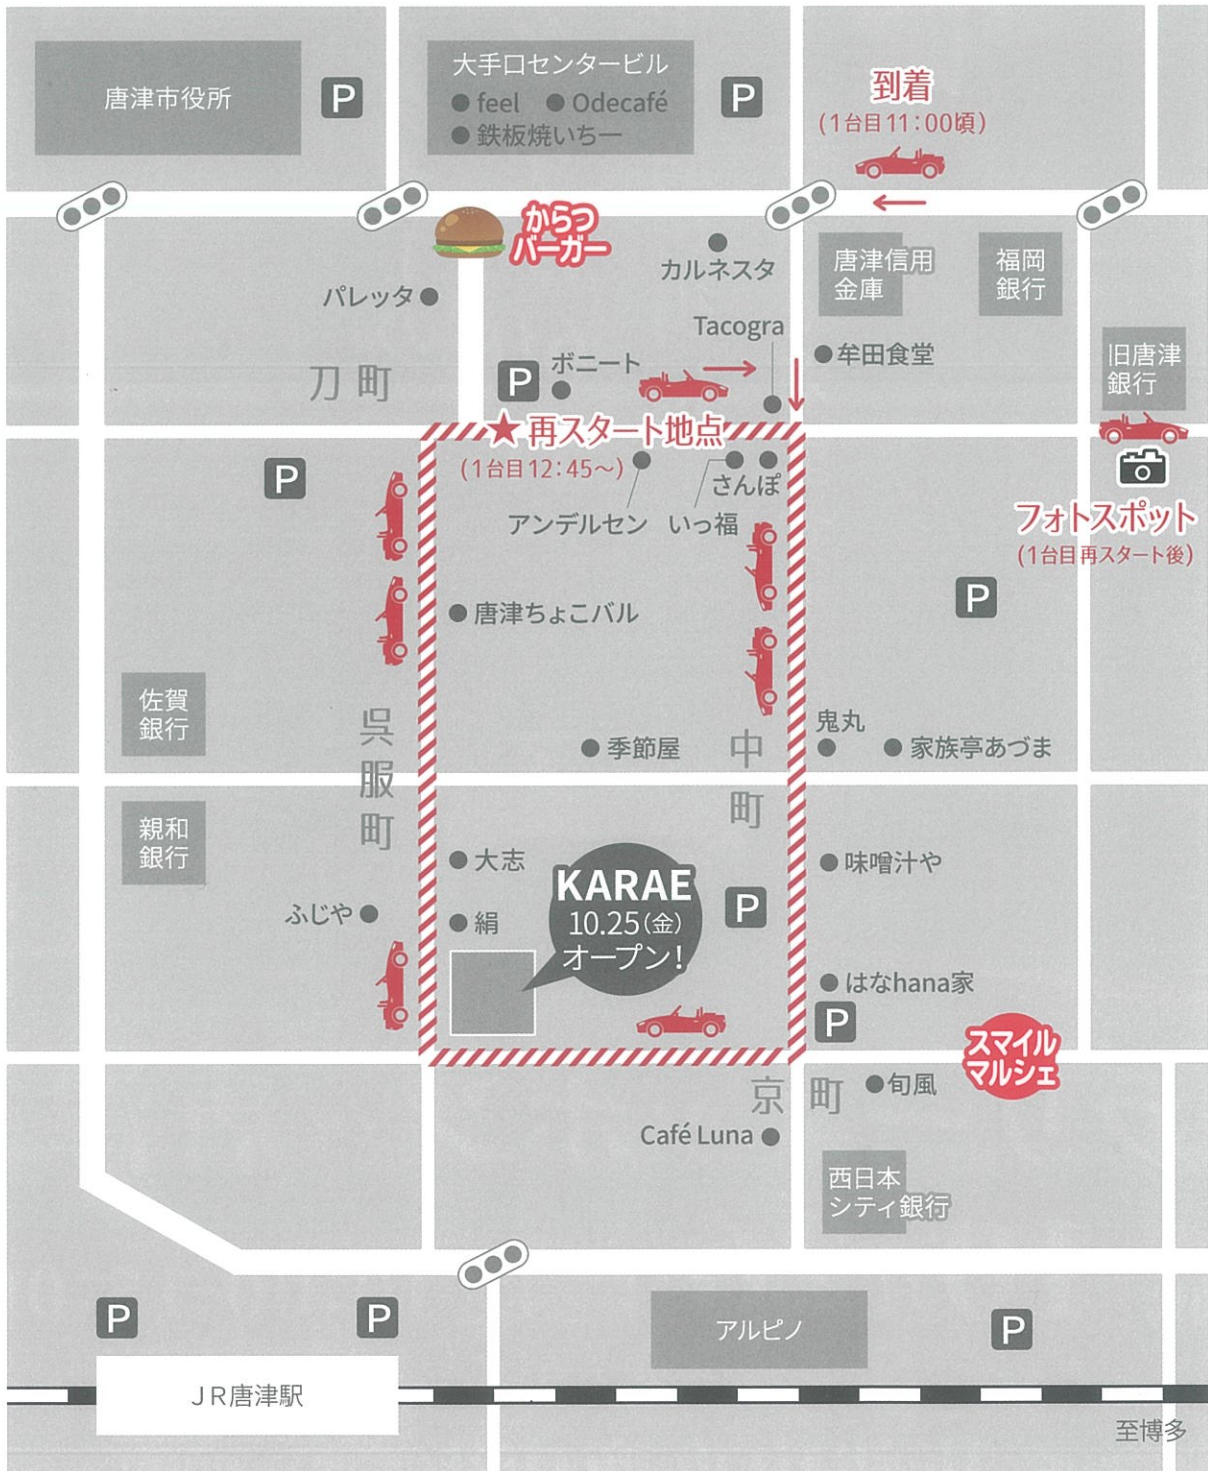 唐津市役所
P
大手口センタービル
● feel ● Odecafé
● 鉄板焼いち一
P
到着
(1台目11:00頃)
からつ
バーガー
カルネスタ
唐津信用
金庫
福岡
銀行
パレッタ
Tacogra
牟田食堂
旧唐津
銀行
刀町
P
ボニート
★再スタート地点
(1台目12:45〜)
P
さんぽ
アンデルセン
いっ福
フォトスポット
(1台目再スタート後)
P
唐津ちょこバル
佐賀
銀行
呉服町
季節屋
中町
鬼丸
家族亭あづま
親和
銀行
大志
KARAE
10.25(金)
オープン!
P
味噌汁や
ふじや
絹
はなhana家
P
スマイル
マルシェ
京町
旬風
Café Luna
西日本
シティ銀行
P
P
アルピノ
P
JR唐津駅
至博多